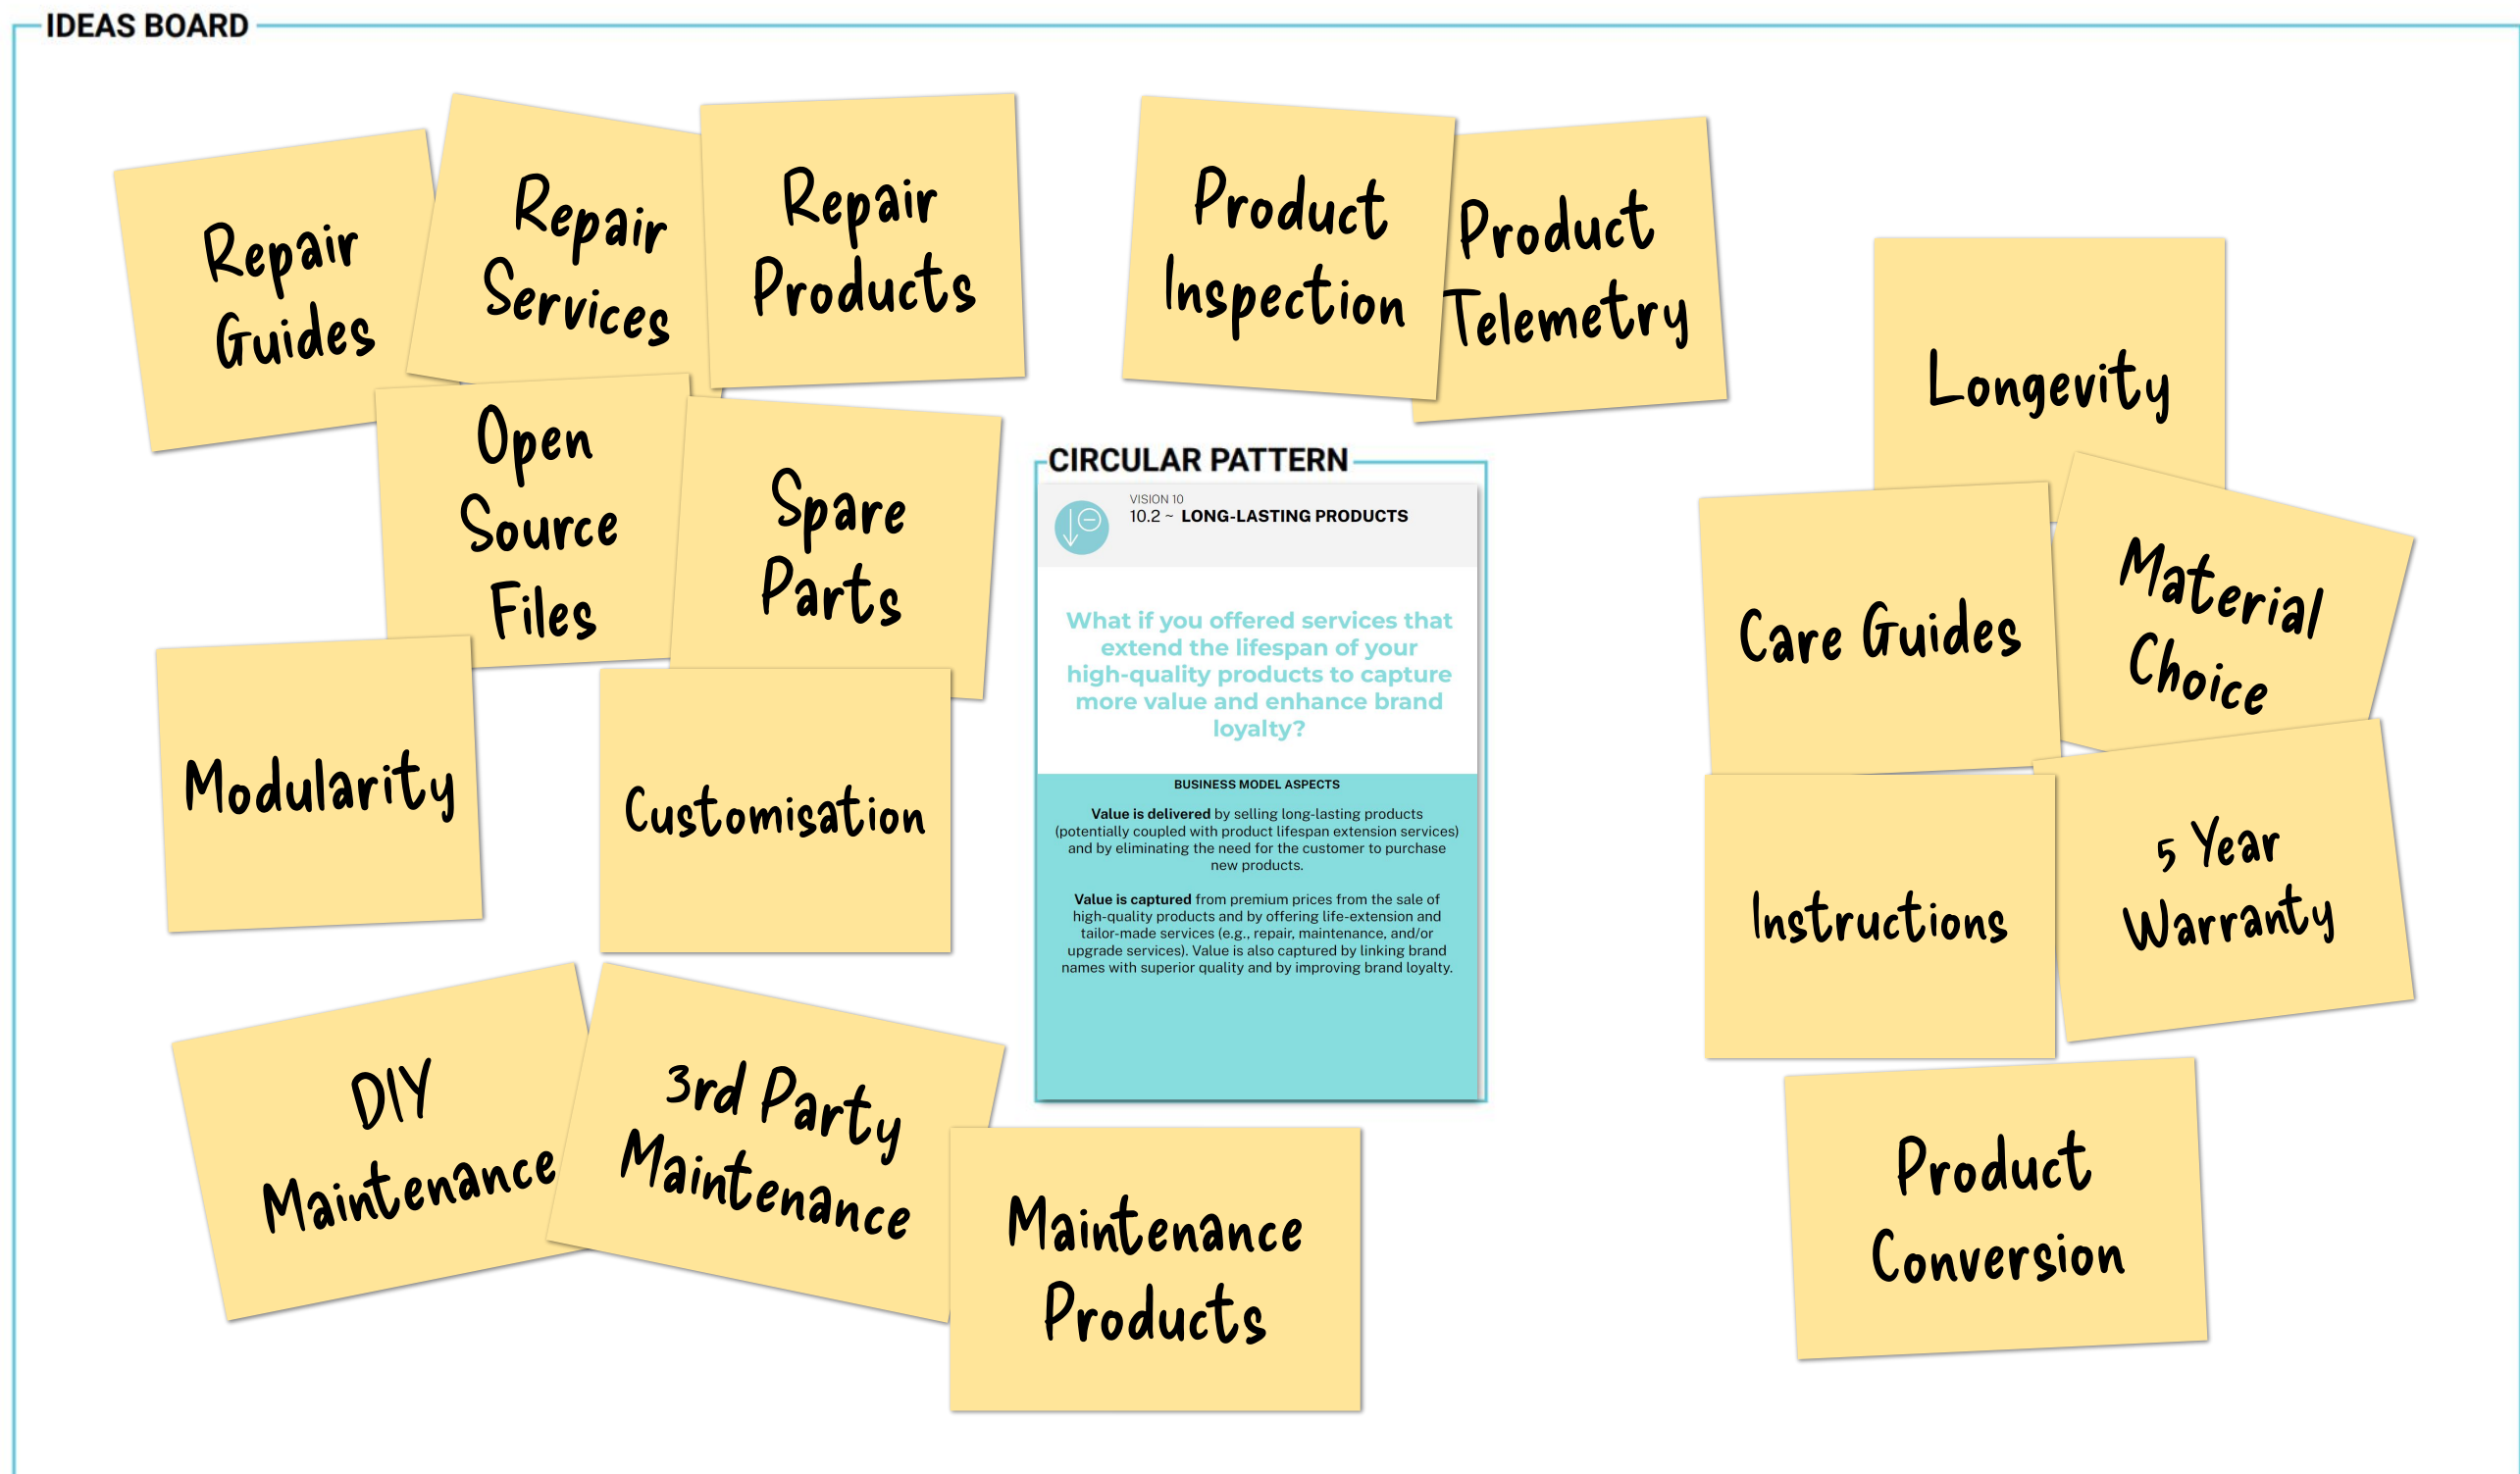 IDEAS BOARD
Repair
Guides
Repair
Services
Repair
Products
Product
Inspection
Product
Telemetry
Longevity
Open
Source
Files
Spare
Parts
Care Guides
Material
Choice
Modularity
Customisation
Instructions
5 Year
Warranty
DIY
Maintenance
3rd Party
Maintenance
Maintenance
Products
Product
Conversion
CIRCULAR PATTERN
VISION 10
10.2 ~ LONG-LASTING PRODUCTS
What if you offered services that
extend the lifespan of your
high-quality products to capture
more value and enhance brand
loyalty?
BUSINESS MODEL ASPECTS
Value is delivered by selling long-lasting products
(potentially coupled with product lifespan extension services)
and by eliminating the need for the customer to purchase
new products.
Value is captured from premium prices from the sale of
high-quality products and by offering life-extension and
tailor-made services (e.g., repair, maintenance, and/or
upgrade services). Value is also captured by linking brand
names with superior quality and by improving brand loyalty.